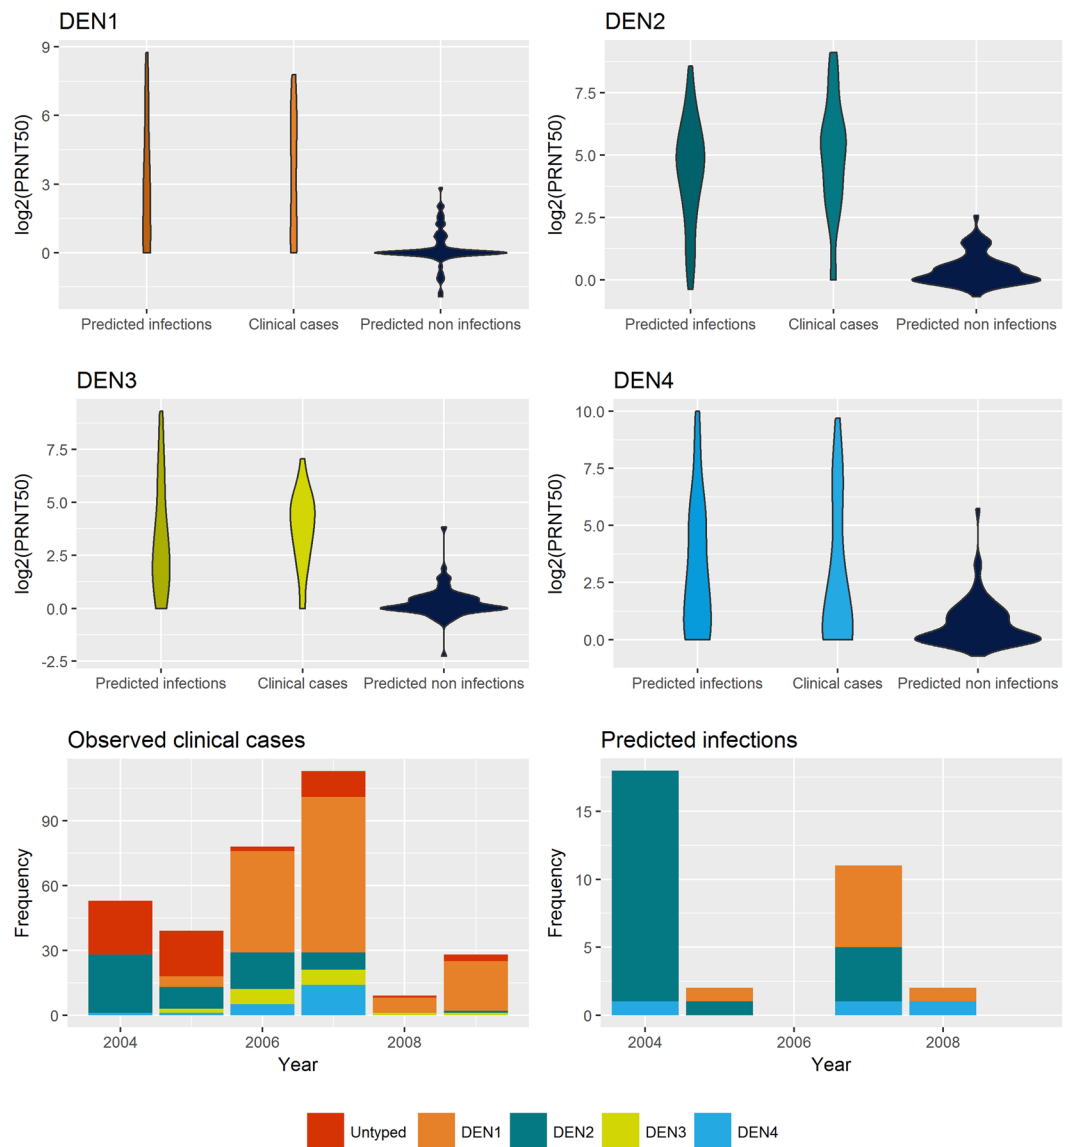 DEN1
DEN2
log2(PRNT50)
9
6
3
0
Predicted infections
Clinical cases
Predicted non infections
log2(PRNT50)
7.5
5.0
2.5
0.0
Predicted infections
Clinical cases
Predicted non infections
DEN3
DEN4
log2(PRNT50)
7.5
5.0
2.5
0.0
-2.5
Predicted infections
Clinical cases
Predicted non infections
log2(PRNT50)
10.0
7.5
5.0
2.5
0.0
Predicted infections
Clinical cases
Predicted non infections
Observed clinical cases
Predicted infections
Frequency
90
60
30
0
2004
2006
2008
Year
Frequency
15
10
5
0
2004
2006
2008
Year
Untyped
DEN1
DEN2
DEN3
DEN4